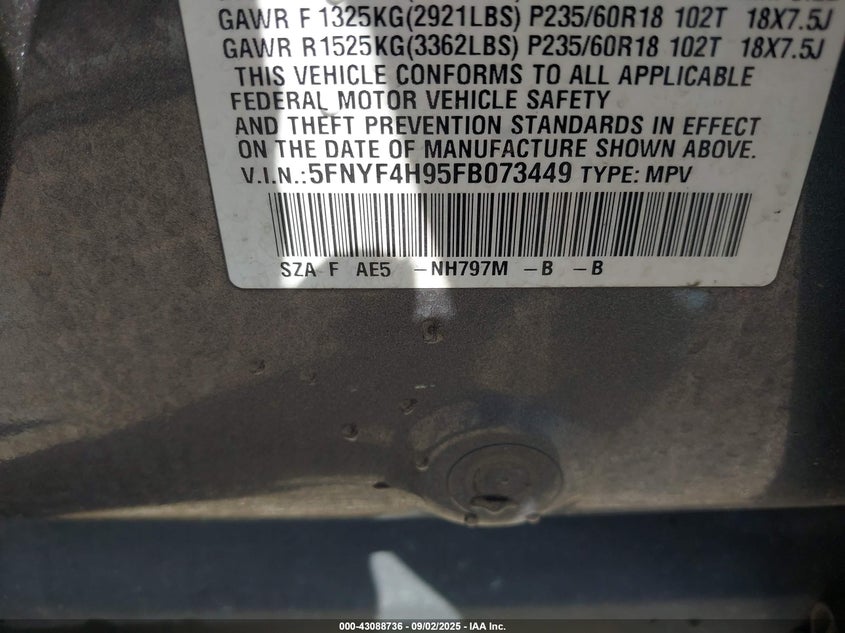 GAWR F 1325KG(2921LBS) P235/60R18 102T 18X7.5J
GAWR R1525KG(3362LBS) P235/60R18 102T 18X7.5J
THIS VEHICLE CONFORMS TO ALL APPLICABLE
FEDERAL MOTOR VEHICLE SAFETY
AND THEFT PREVENTION STANDARDS IN EFFECT
ON THE DATE OF MANUFACTURE SHOWN ABOVE.
V.I.N.:5FNYF4H95FB073449 TYPE: MPV
SZA F AE5 -NH797M -B -B
000-43088736 - 09/02/2025 - IAA Inc.